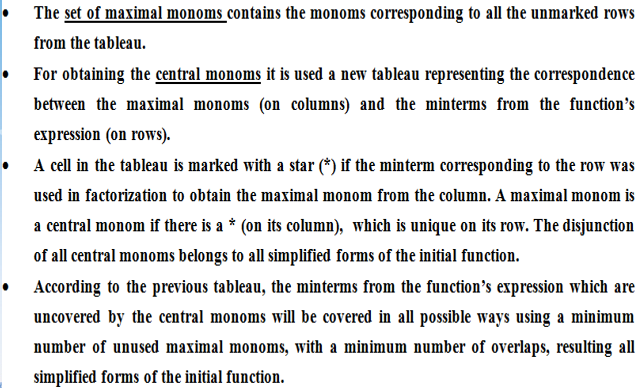 • The set of maximal monoms contains the monoms corresponding to all the unmarked rows
from the tableau.
• For obtaining the central monoms it is used a new tableau representing the correspondence
between the maximal monoms (on columns) and the minterms from the function's
expression (on rows).
• A cell in the tableau is marked with a star (*) if the minterm corresponding to the row was
used in factorization to obtain the maximal monom from the column. A maximal monom is
a central monom if there is a * (on its column), which is unique on its row. The disjunction
of all central monoms belongs to all simplified forms of the initial function.
• According to the previous tableau, the minterms from the function's expression which are
uncovered by the central monoms will be covered in all possible ways using a minimum
number of unused maximal monoms, with a minimum number of overlaps, resulting all
simplified forms of the initial function.